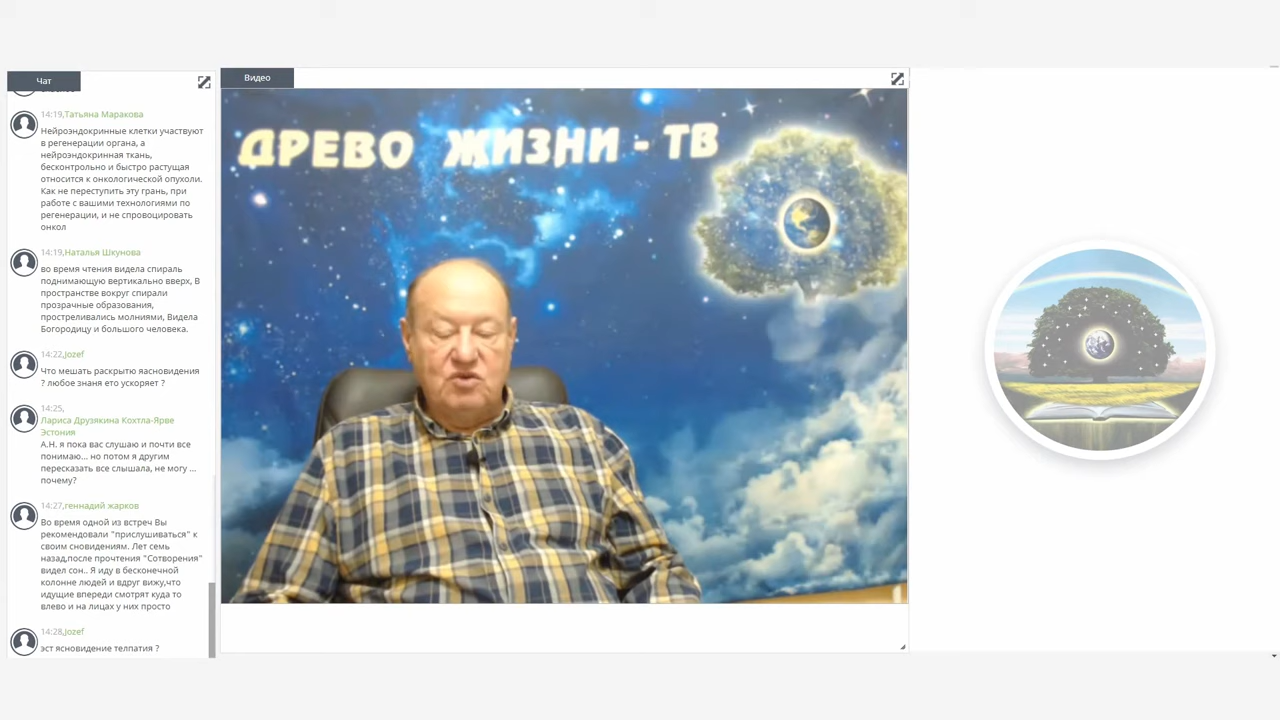 Чат
14:19,Татьяна Маракова
Нейроэндокринные клетки участвуют
в регенерации органа, а
нейроэндокринная ткань,
бесконтрольно и быстро растущая
относится к онкологической опухоли.
Как не переступить эту грань, при
работе с вашими технологиями по
регенерации, и не спровоцировать
онкол
14:19,Наталья Шкунова
во время чтения видела спираль
поднимающую вертикально вверх, В
пространстве вокруг спирали
прозрачные образования,
простреливались молниями, Видела
Богородицу и большого человека.
14:22,Jozef
Что мешать раскрытю яасновидения
? любое знаня ето ускоряет ?
14:25,
Лариса Друзякина Кохтла-Ярве
Эстония
А.Н. я пока вас слушаю и почти все
понимаю... но потом я другим
пересказать все слышала, не могу ...
почему?
14:27,геннадий жарков
Во время одной из встреч Вы
рекомендовали "прислушиваться" к
своим сновидениям. Лет семь
назад,после прочтения "Сотворения"
видел сон.. Я иду в бесконечной
колонне людей и вдруг вижу,что
идущие впереди смотрят куда то
влево и на лицах у них просто
14:28,Jozef
эст ясновидение телпатия ?
Видео
ДРЕВО ЖИЗНИ - ТВ